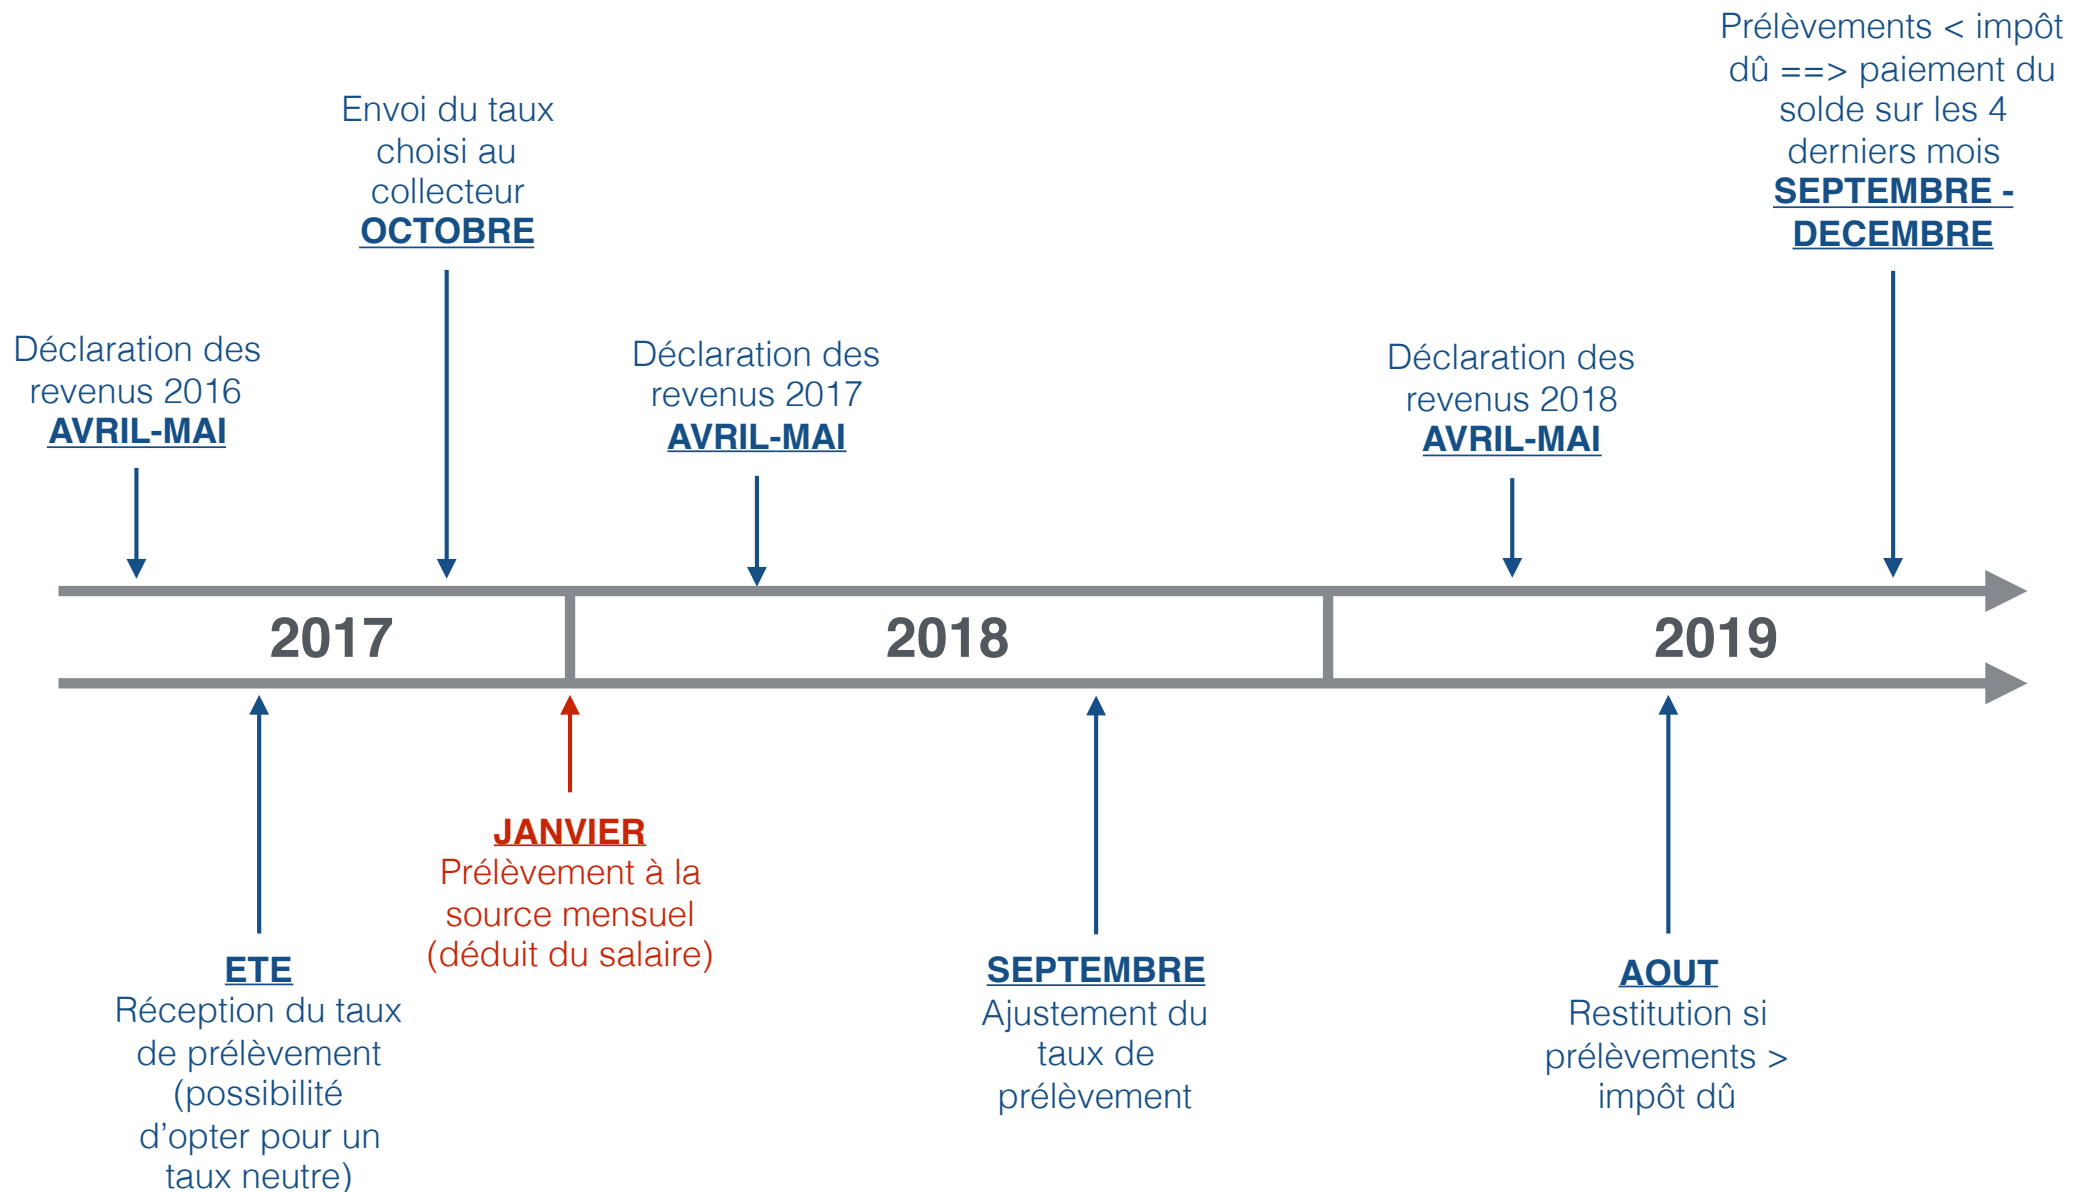 Prélèvements < impôt
dû ==> paiement du
solde sur les 4
derniers mois
SEPTEMBRE -
DECEMBRE
Envoi du taux
choisi au
collecteur
OCTOBRE
Déclaration des
revenus 2016
AVRIL-MAI
Déclaration des
revenus 2017
AVRIL-MAI
Déclaration des
revenus 2018
AVRIL-MAI
2017
2018
2019
JANVIER
Prélèvement à la
source mensuel
(déduit du salaire)
ETE
Réception du taux
de prélèvement
(possibilité
d’opter pour un
taux neutre)
SEPTEMBRE
Ajustement du
taux de
prélèvement
AOUT
Restitution si
prélèvements >
impôt dû